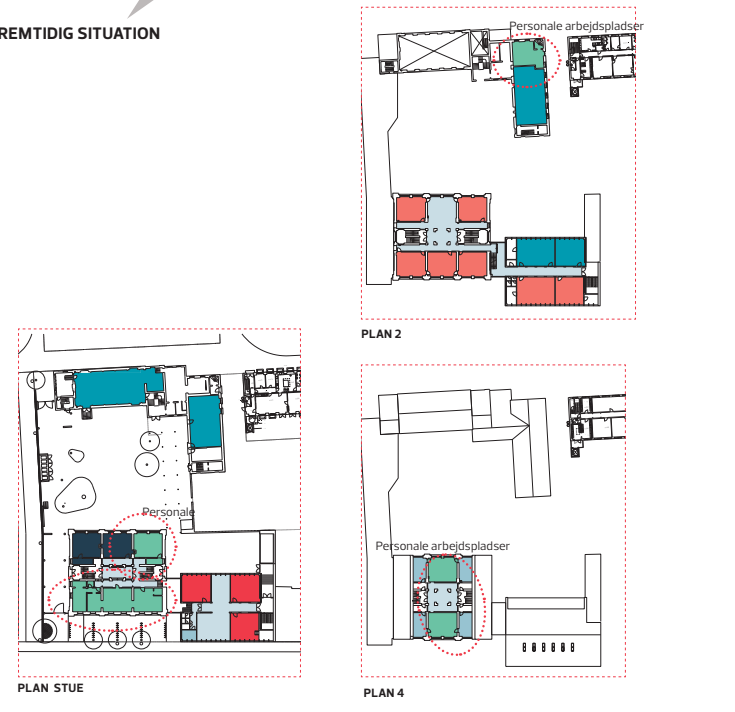 REMTIDIG SITUATION
Personale arbejdspladser
PLAN 2
Personale
PLAN STUE
Personale arbejdspladser
PLAN 4